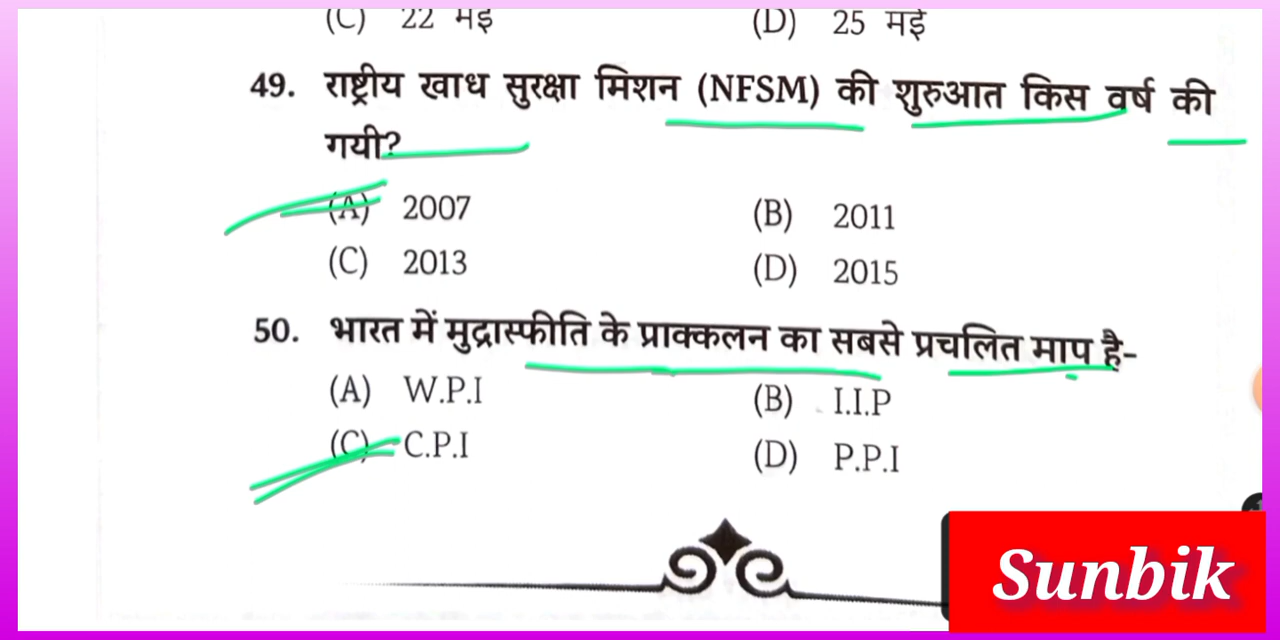 (C) 22 मई (D) 25 मई
49. राष्ट्रीय खाध सुरक्षा मिशन (NFSM) की शुरुआत किस वर्ष की
गयी?
(A) 2007 (B) 2011
(C) 2013 (D) 2015
50. भारत में मुद्रास्फीति के प्राक्कलन का सबसे प्रचलित माप है-
(A) W.P.I (B) I.I.P
(C) C.P.I (D) P.P.I
Sunbik